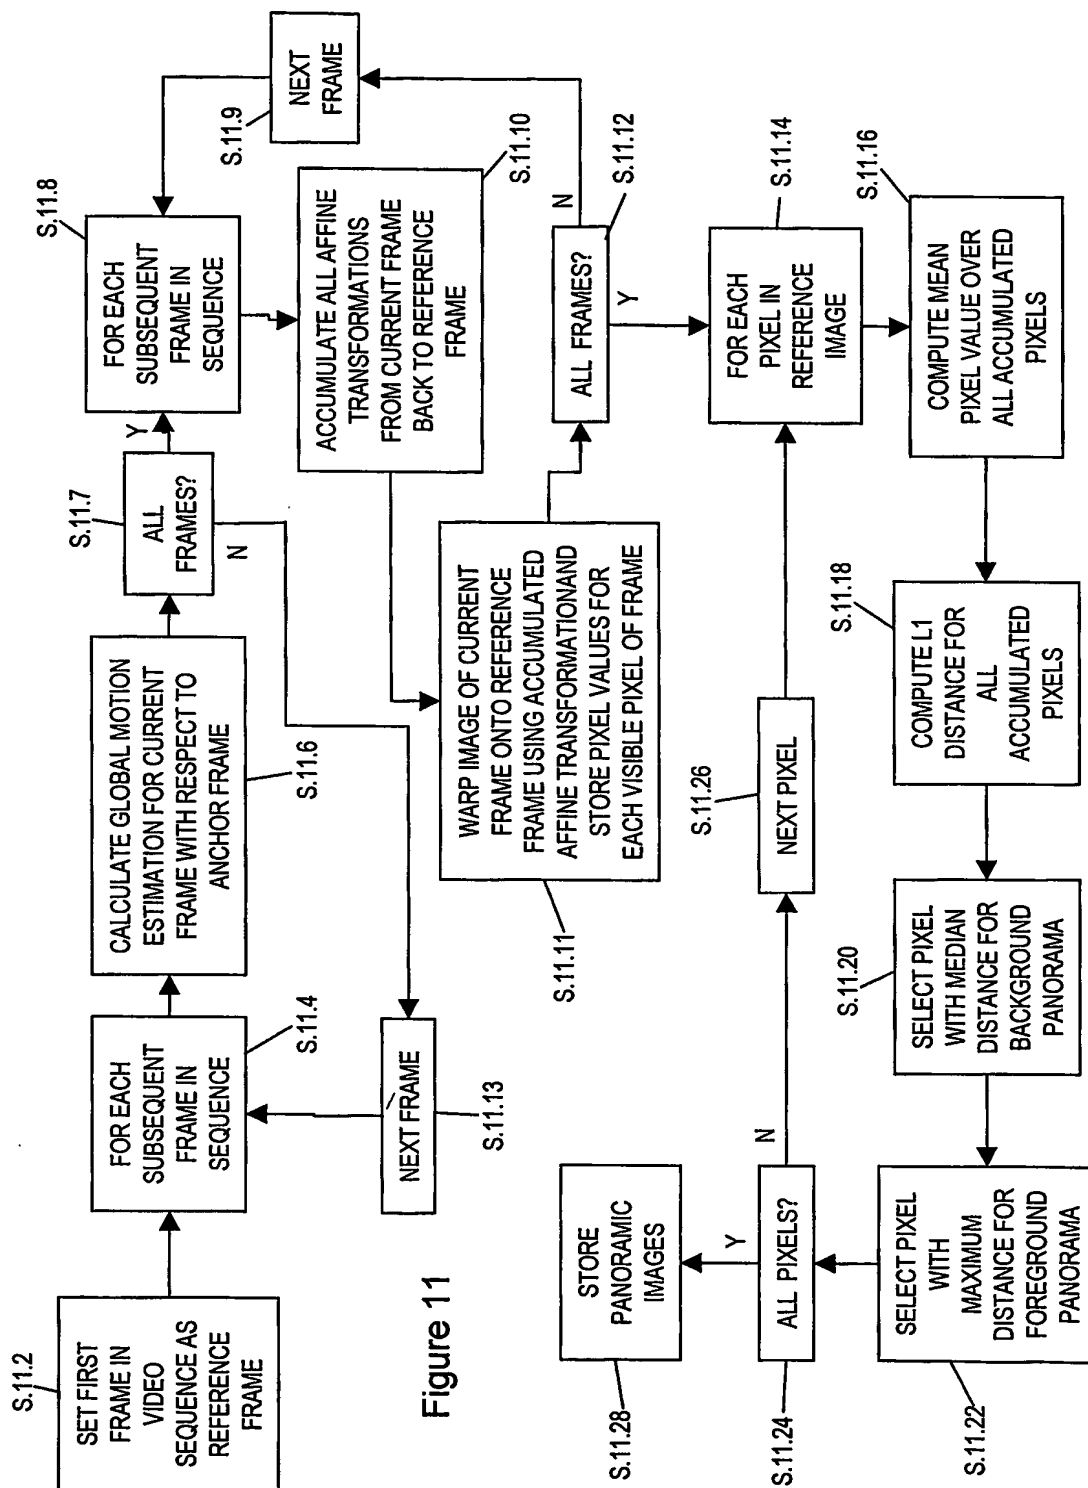 S.11.2
SET FIRST
FRAME IN
VIDEO
SEQUENCE AS
REFERENCE
FRAME
FOR EACH
SUBSEQUENT
FRAME IN
SEQUENCE
S.11.4
CALCULATE GLOBAL MOTION
ESTIMATION FOR CURRENT
FRAME WITH RESPECT TO
ANCHOR FRAME
S.11.6
S.11.7
ALL
FRAMES?
Y
N
NEXT FRAME
S.11.13
S.11.8
FOR EACH
SUBSEQUENT
FRAME IN
SEQUENCE
S.11.9
NEXT
FRAME
S.11.10
ACCUMULATE ALL AFFINE
TRANSFORMATIONS
FROM CURRENT FRAME
BACK TO REFERENCE
FRAME
WARP IMAGE OF CURRENT
FRAME ONTO REFERENCE
FRAME USING ACCUMULATED
AFFINE TRANSFORMATIONAND
STORE PIXEL VALUES FOR
EACH VISIBLE PIXEL OF FRAME
S.11.11
ALL FRAMES?
S.11.12
N
Y
FOR EACH
PIXEL IN
REFERENCE
IMAGE
S.11.14
S.11.16
COMPUTE MEAN
PIXEL VALUE OVER
ALL ACCUMULATED
PIXELS
S.11.18
COMPUTE L1
DISTANCE FOR
ALL
ACCUMULATED
PIXELS
S.11.20
SELECT PIXEL
WITH MEDIAN
DISTANCE FOR
BACKGROUND
PANORAMA
SELECT PIXEL
WITH
MAXIMUM
DISTANCE FOR
FOREGROUND
PANORAMA
S.11.22
ALL PIXELS?
S.11.24
N
Y
NEXT PIXEL
S.11.26
STORE
PANORAMIC
IMAGES
S.11.28
Figure 11